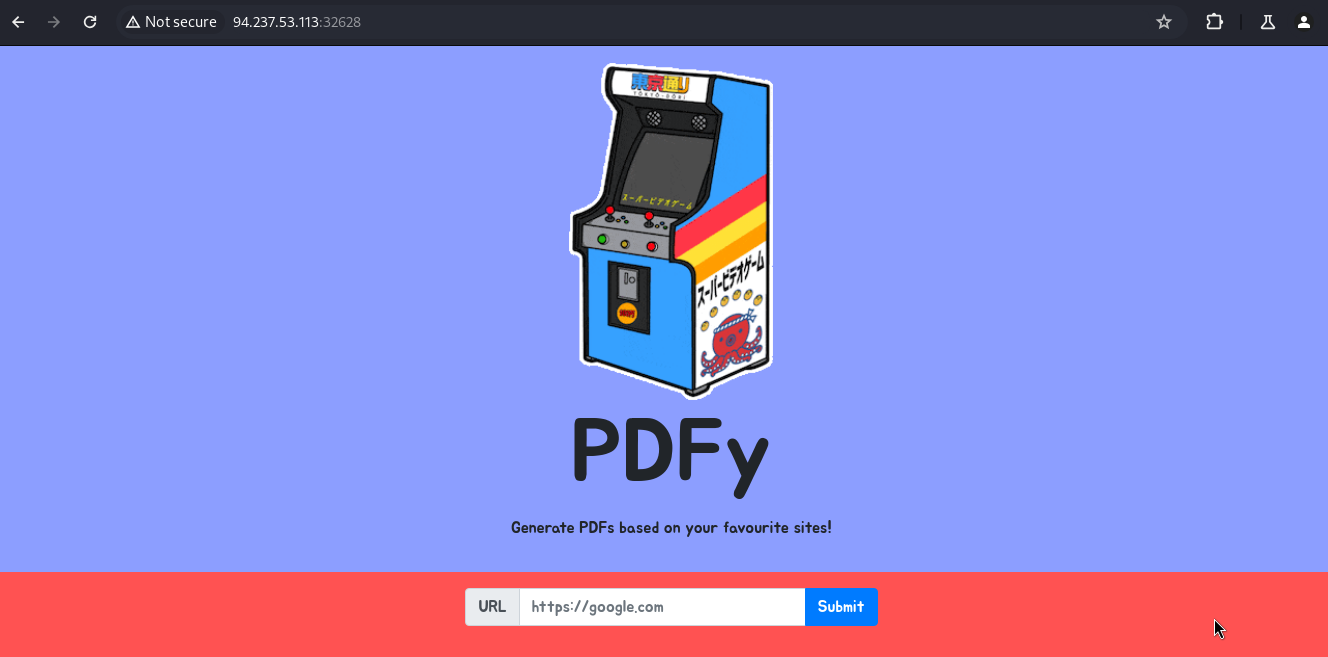 Not secure 94.237.53.113:32628
東京通り
TOKYO-DORI
スーパービデオゲーム
スーパービデオゲーム
PDFy
Generate PDFs based on your favourite sites!
URL https://google.com Submit